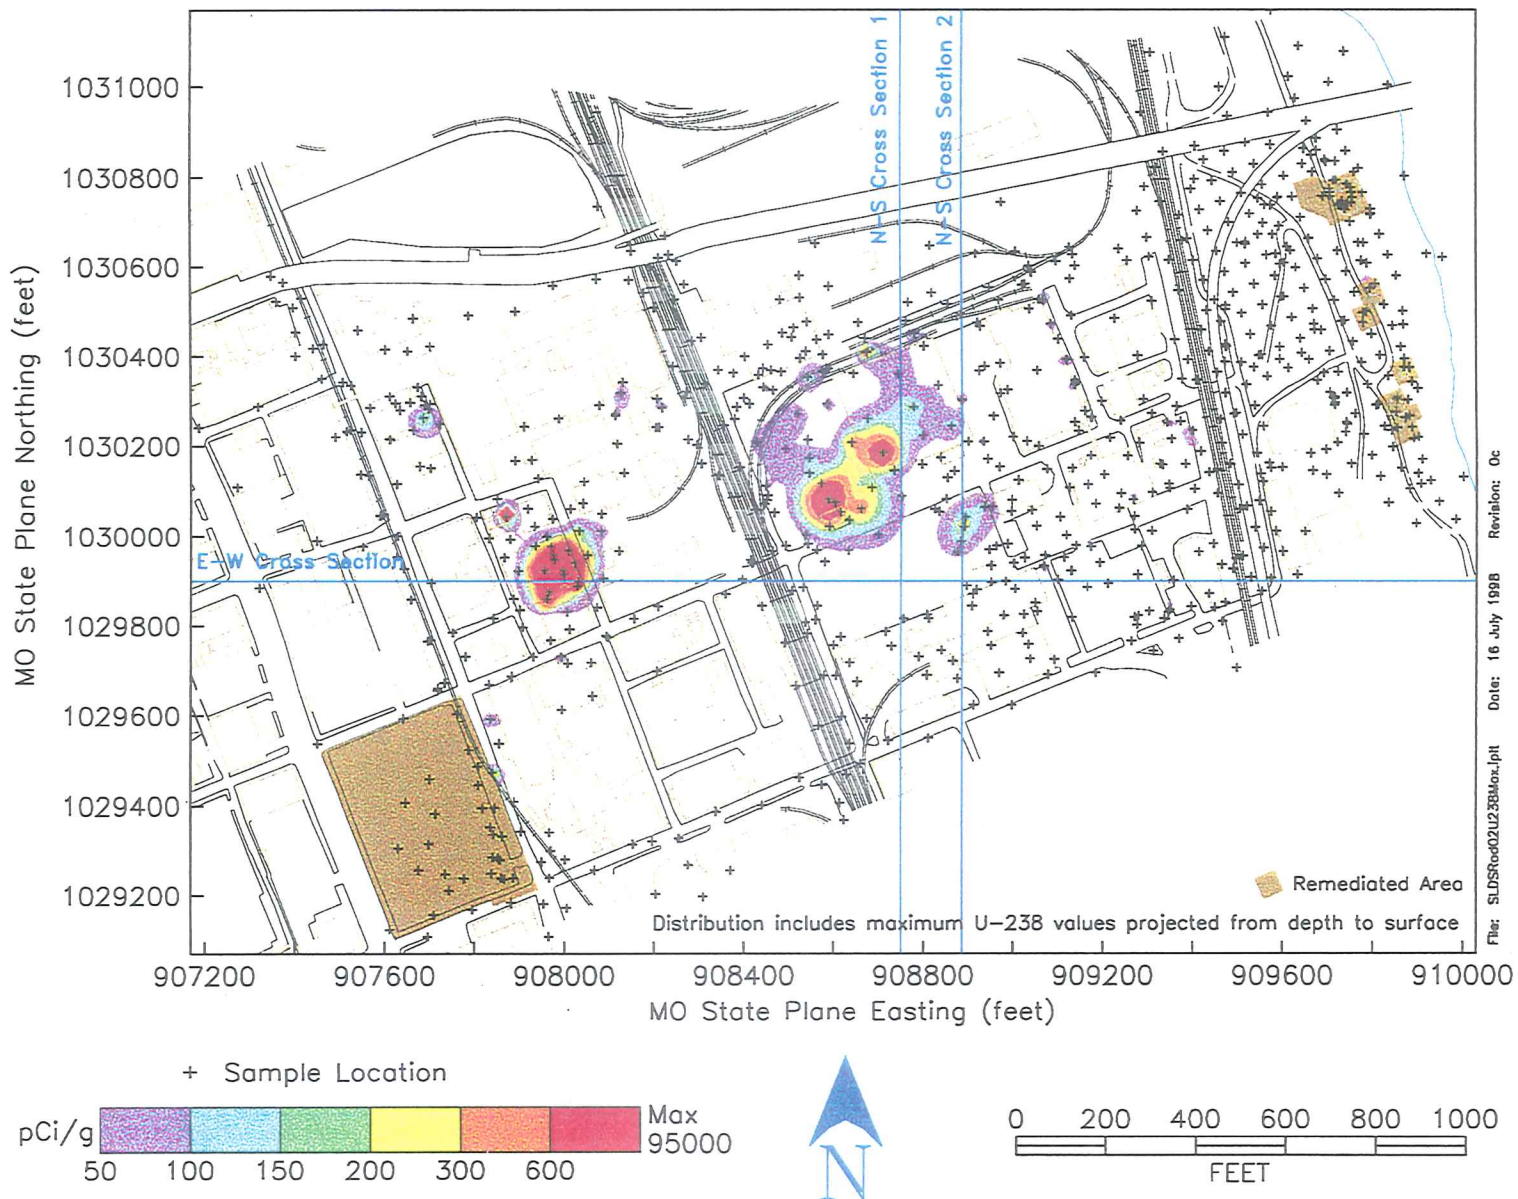 N-S Cross Section 1
N-S Cross Section 2
1031000
1030800
1030600
1030400
1030200
1030000
1029800
1029600
1029400
1029200
MO State Plane Northing (feet)
E-W Cross Section
Remediated Area
Distribution includes maximum U-238 values projected from depth to surface
907200 907600 908000 908400 908800 909200 909600 910000
MO State Plane Easting (feet)
File: SLDSRod02U238Max.lplt Date: 16 July 1998 Revision: 0c
+ Sample Location
pCi/g
Max
95000
50 100 150 200 300 600
N
0 200 400 600 800 1000
FEET